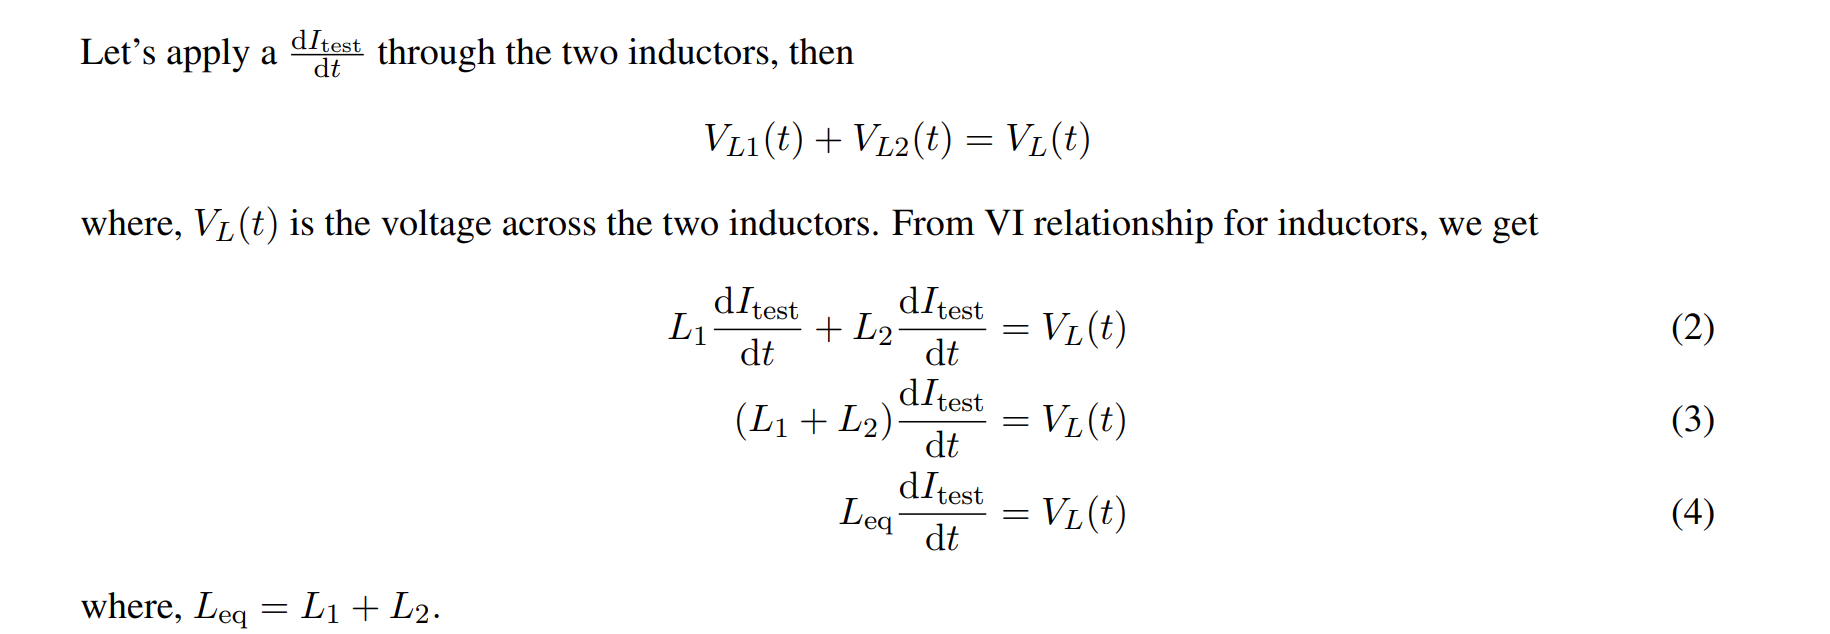 Let's apply a $\frac{\mathrm{d}I_{\text{test}}}{\mathrm{d}t}$ through the two inductors, then
$V_{L1}(t) + V_{L2}(t) = V_L(t)$
where, $V_L(t)$ is the voltage across the two inductors. From VI relationship for inductors, we get
$L_1 \frac{\mathrm{d}I_{\text{test}}}{\mathrm{d}t} + L_2 \frac{\mathrm{d}I_{\text{test}}}{\mathrm{d}t} = V_L(t)$ (2)
$(L_1 + L_2) \frac{\mathrm{d}I_{\text{test}}}{\mathrm{d}t} = V_L(t)$ (3)
$L_{\text{eq}} \frac{\mathrm{d}I_{\text{test}}}{\mathrm{d}t} = V_L(t)$ (4)
where, $L_{\text{eq}} = L_1 + L_2$.